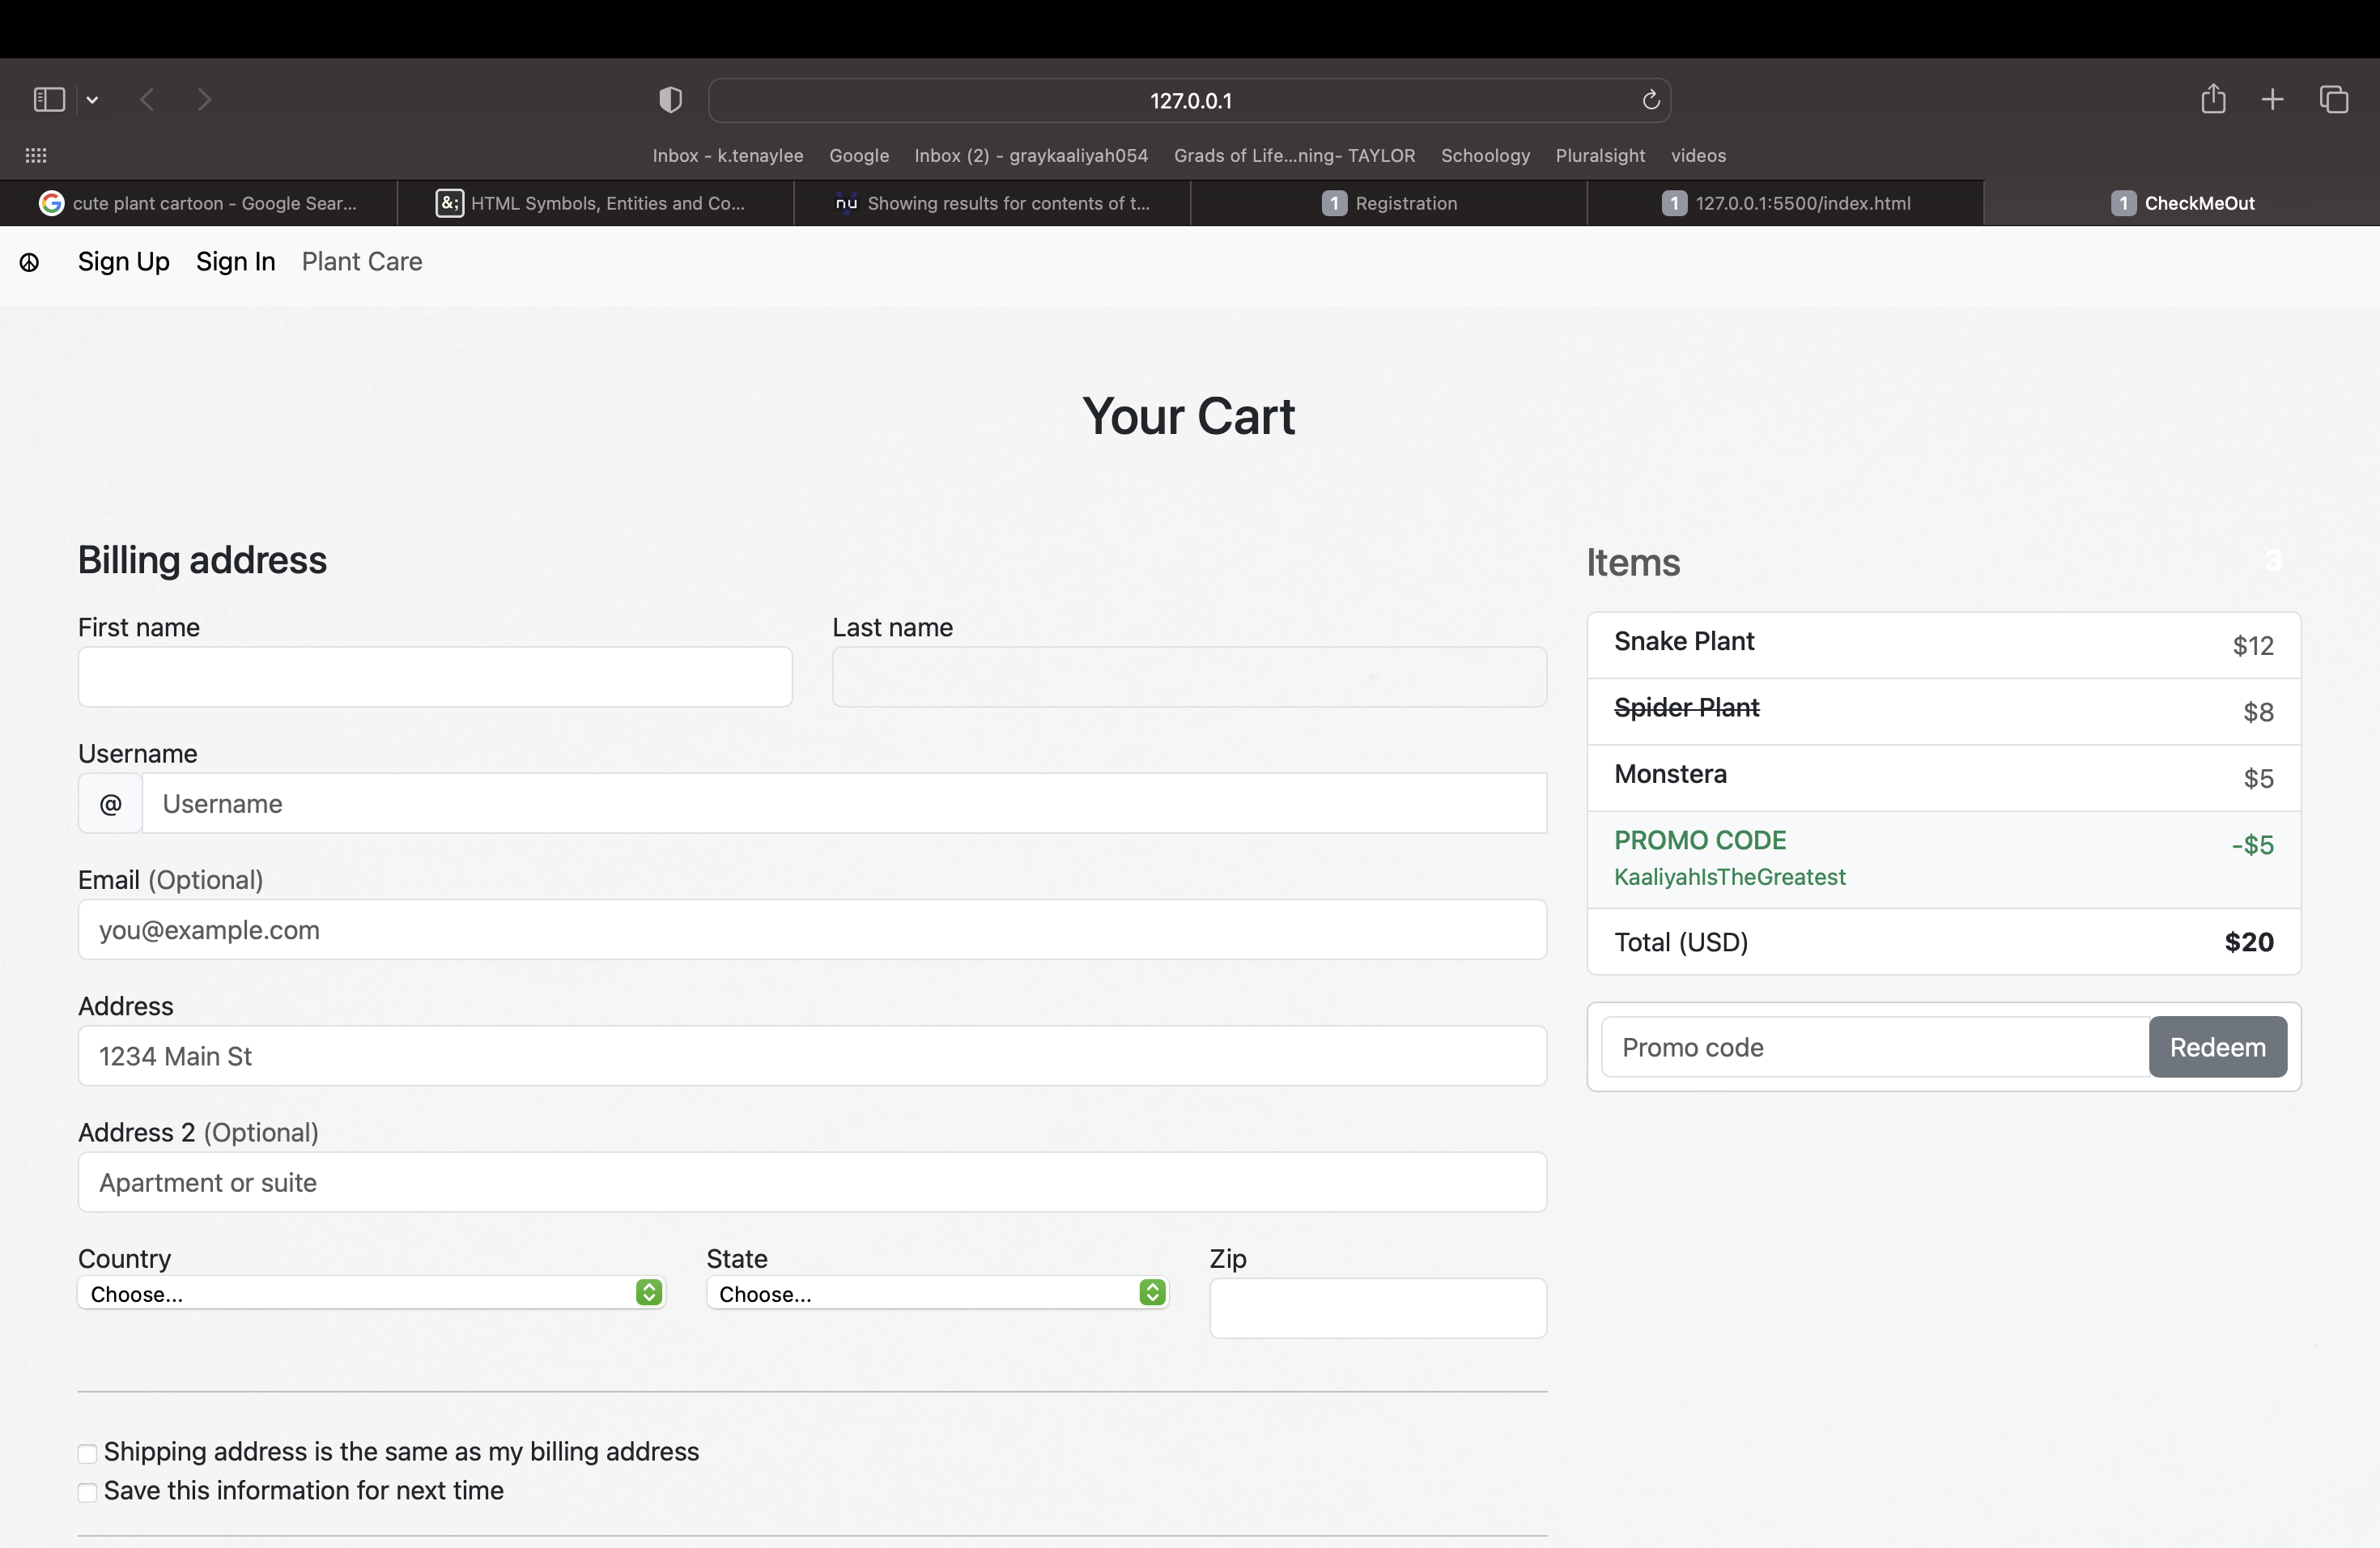 127.0.0.1
Inbox - k.tenaylee Google Inbox (2) - graykaaliyah054 Grads of Life...ning- TAYLOR Schoology Pluralsight videos
cute plant cartoon - Google Sear... &; HTML Symbols, Entities and Co... nu Showing results for contents of t... 1 Registration 1 127.0.0.1:5500/index.html 1 CheckMeOut
Sign Up Sign In Plant Care
Your Cart
Billing address
First name Last name
Username
@ Username
Email (Optional)
you@example.com
Address
1234 Main St
Address 2 (Optional)
Apartment or suite
Country State Zip
Choose... Choose...
Shipping address is the same as my billing address
Save this information for next time
Items 3
Snake Plant $12
Spider Plant $8
Monstera $5
PROMO CODE -$5
KaaliyahIsTheGreatest
Total (USD) $20
Promo code Redeem